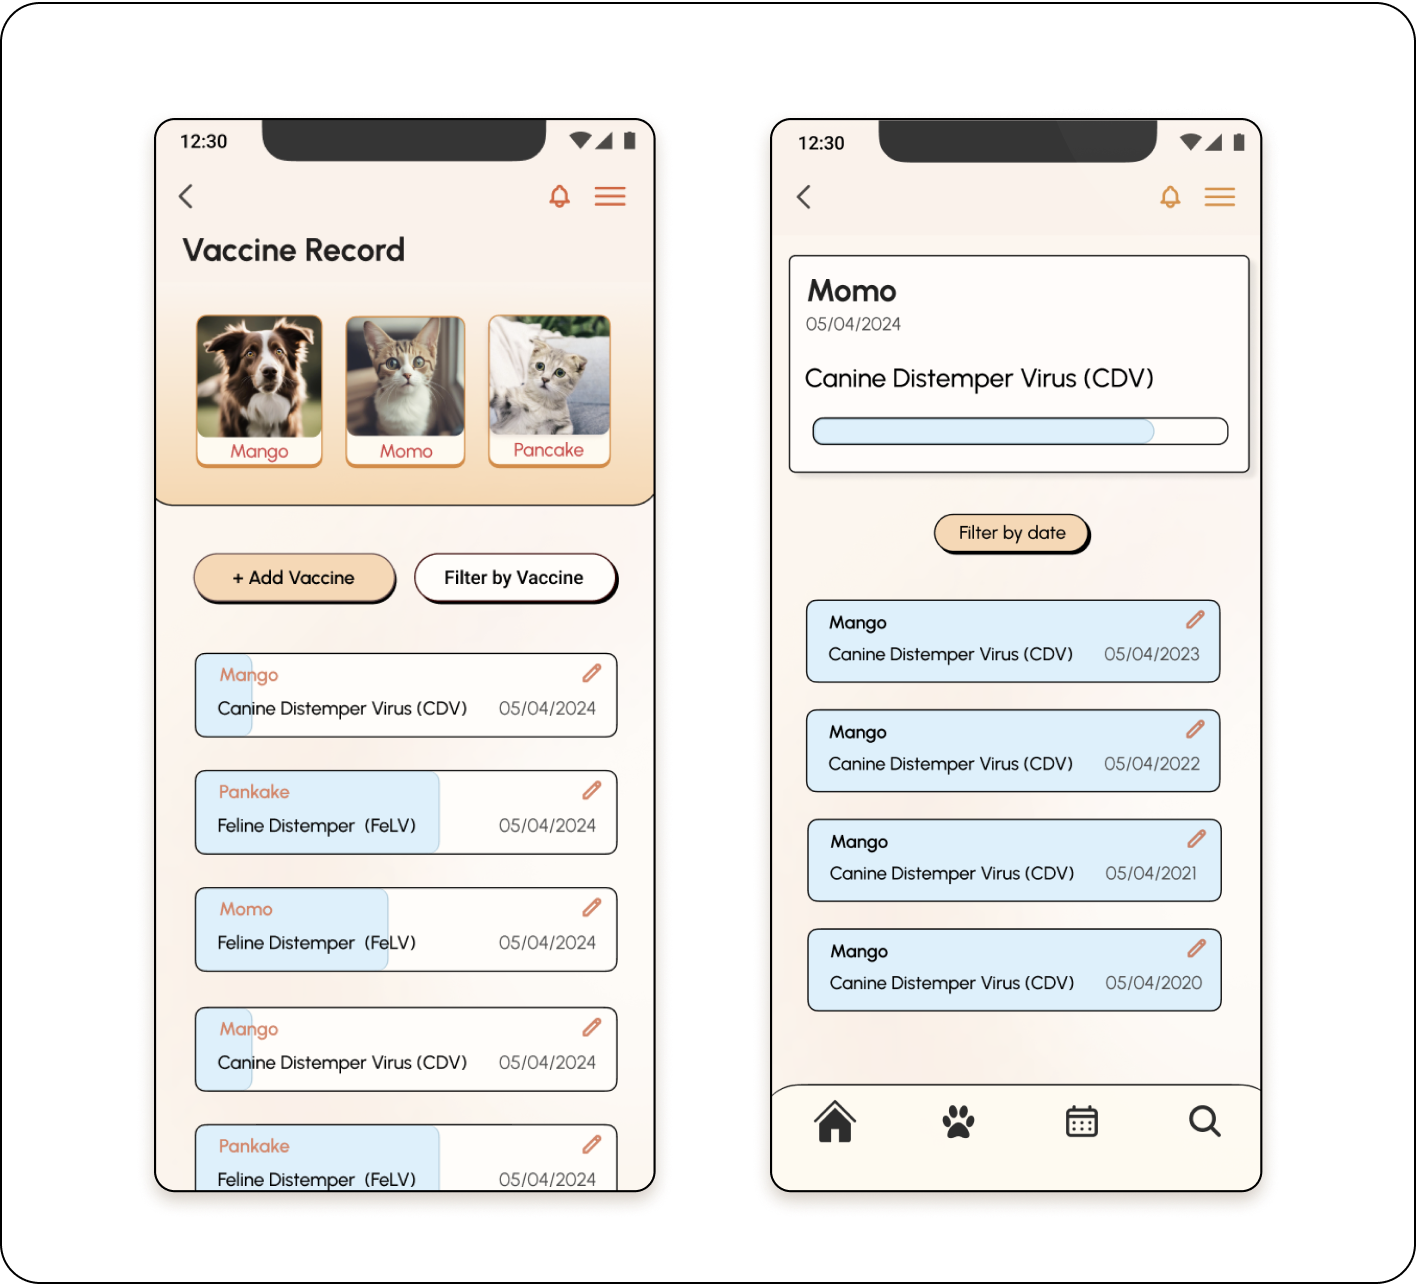 12:30
Vaccine Record
Mango
Momo
Pancake
+ Add Vaccine
Filter by Vaccine
Mango
Canine Distemper Virus (CDV) 05/04/2024
Pankake
Feline Distemper (FeLV) 05/04/2024
Momo
Feline Distemper (FeLV) 05/04/2024
Mango
Canine Distemper Virus (CDV) 05/04/2024
Pankake
Feline Distemper (FeLV) 05/04/2024
12:30
Momo
05/04/2024
Canine Distemper Virus (CDV)
Filter by date
Mango
Canine Distemper Virus (CDV) 05/04/2023
Mango
Canine Distemper Virus (CDV) 05/04/2022
Mango
Canine Distemper Virus (CDV) 05/04/2021
Mango
Canine Distemper Virus (CDV) 05/04/2020